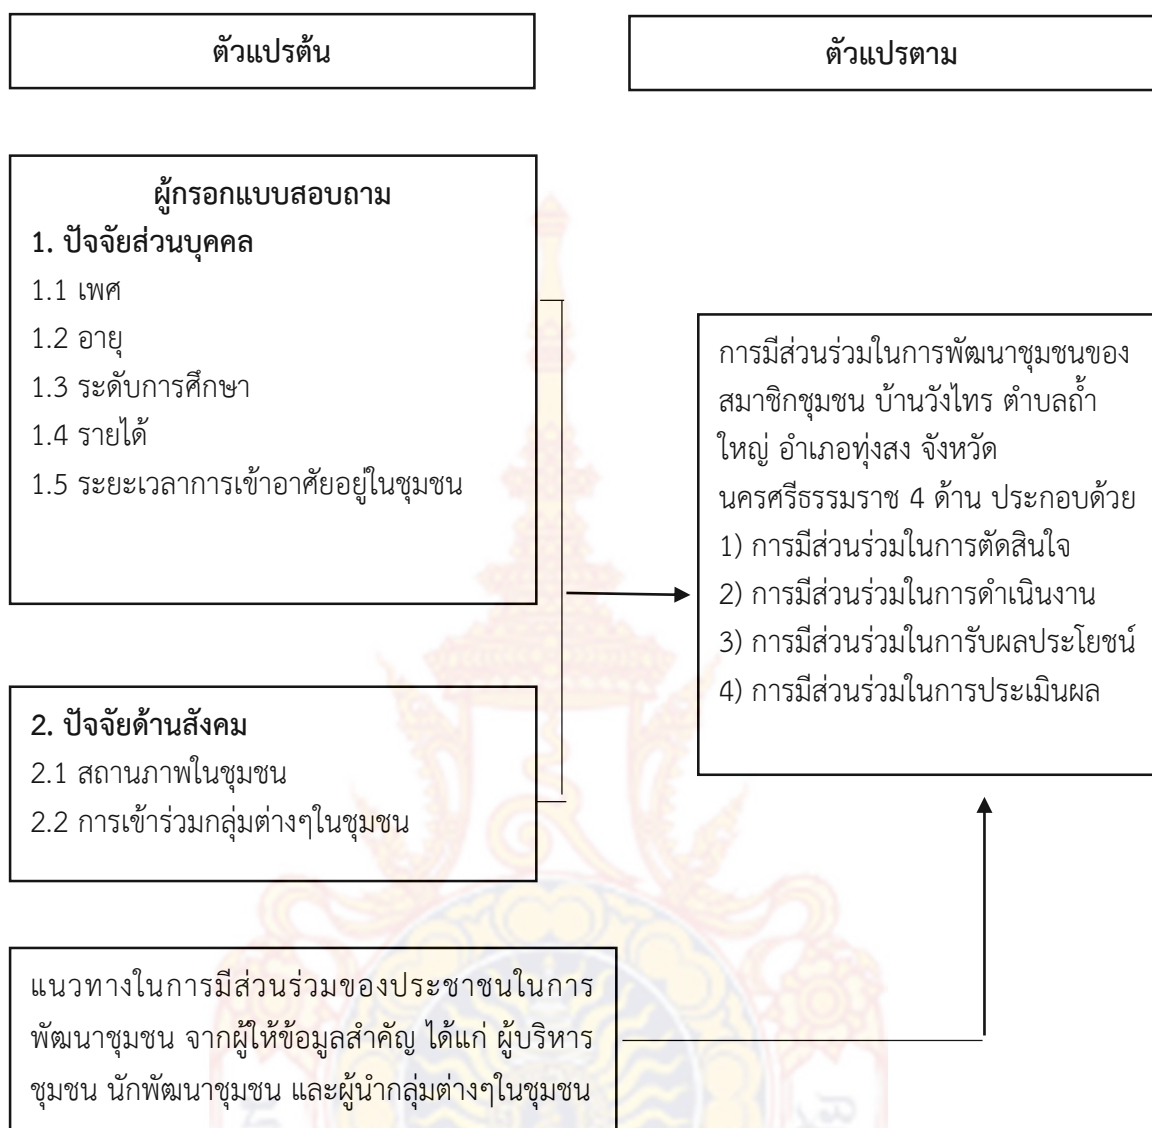 ตัวแปรต้น
ตัวแปรตาม
ผู้กรอกแบบสอบถาม
1. ปัจจัยส่วนบุคคล
1.1 เพศ
1.2 อายุ
1.3 ระดับการศึกษา
1.4 รายได้
1.5 ระยะเวลาการเข้าอาศัยอยู่ในชุมชน
2. ปัจจัยด้านสังคม
2.1 สถานภาพในชุมชน
2.2 การเข้าร่วมกลุ่มต่างๆในชุมชน
แนวทางในการมีส่วนร่วมของประชาชนในการ
พัฒนาชุมชน จากผู้ให้ข้อมูลสำคัญ ได้แก่ ผู้บริหาร
ชุมชน นักพัฒนาชุมชน และผู้นำกลุ่มต่างๆในชุมชน
การมีส่วนร่วมในการพัฒนาชุมชนของ
สมาชิกชุมชน บ้านวังไทร ตำบลถ้ำ
ใหญ่ อำเภอทุ่งสง จังหวัด
นครศรีธรรมราช 4 ด้าน ประกอบด้วย
1) การมีส่วนร่วมในการตัดสินใจ
2) การมีส่วนร่วมในการดำเนินงาน
3) การมีส่วนร่วมในการับผลประโยชน์
4) การมีส่วนร่วมในการประเมินผล